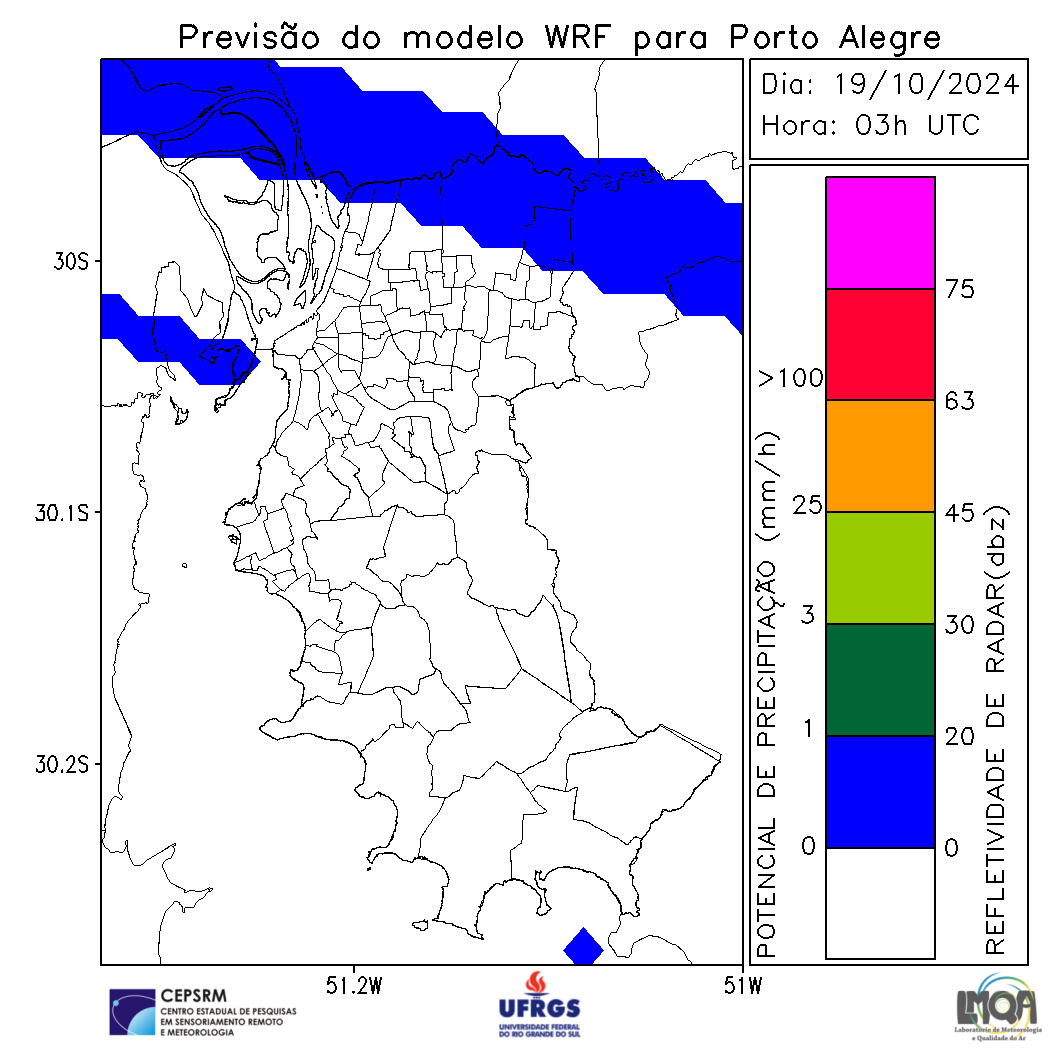 Previsão do modelo WRF para Porto Alegre
Dia: 19/10/2024
Hora: 03h UTC
30S
30.1S
30.2S
51.2W
51W
POTENCIAL DE PRECIPITAÇÃO (mm/h)
>100
25
3
1
0
75
63
45
30
20
0
REFLETIVIDADE DE RADAR(dbz)
CEPSRM
CENTRO ESTADUAL DE PESQUISAS
EM SENSORIAMENTO REMOTO
E METEOROLOGIA
UFRGS
UNIVERSIDADE FEDERAL
DO RIO GRANDE DO SUL
LMQA
Laboratório de Meteorologia
e Qualidade do Ar